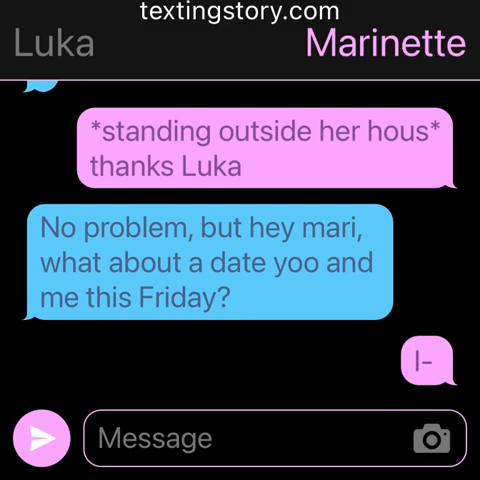 textingstory.com
Luka
Marinette
*standing outside her hous*
thanks Luka
No problem, but hey mari,
what about a date yoo and
me this Friday?
I-
Message